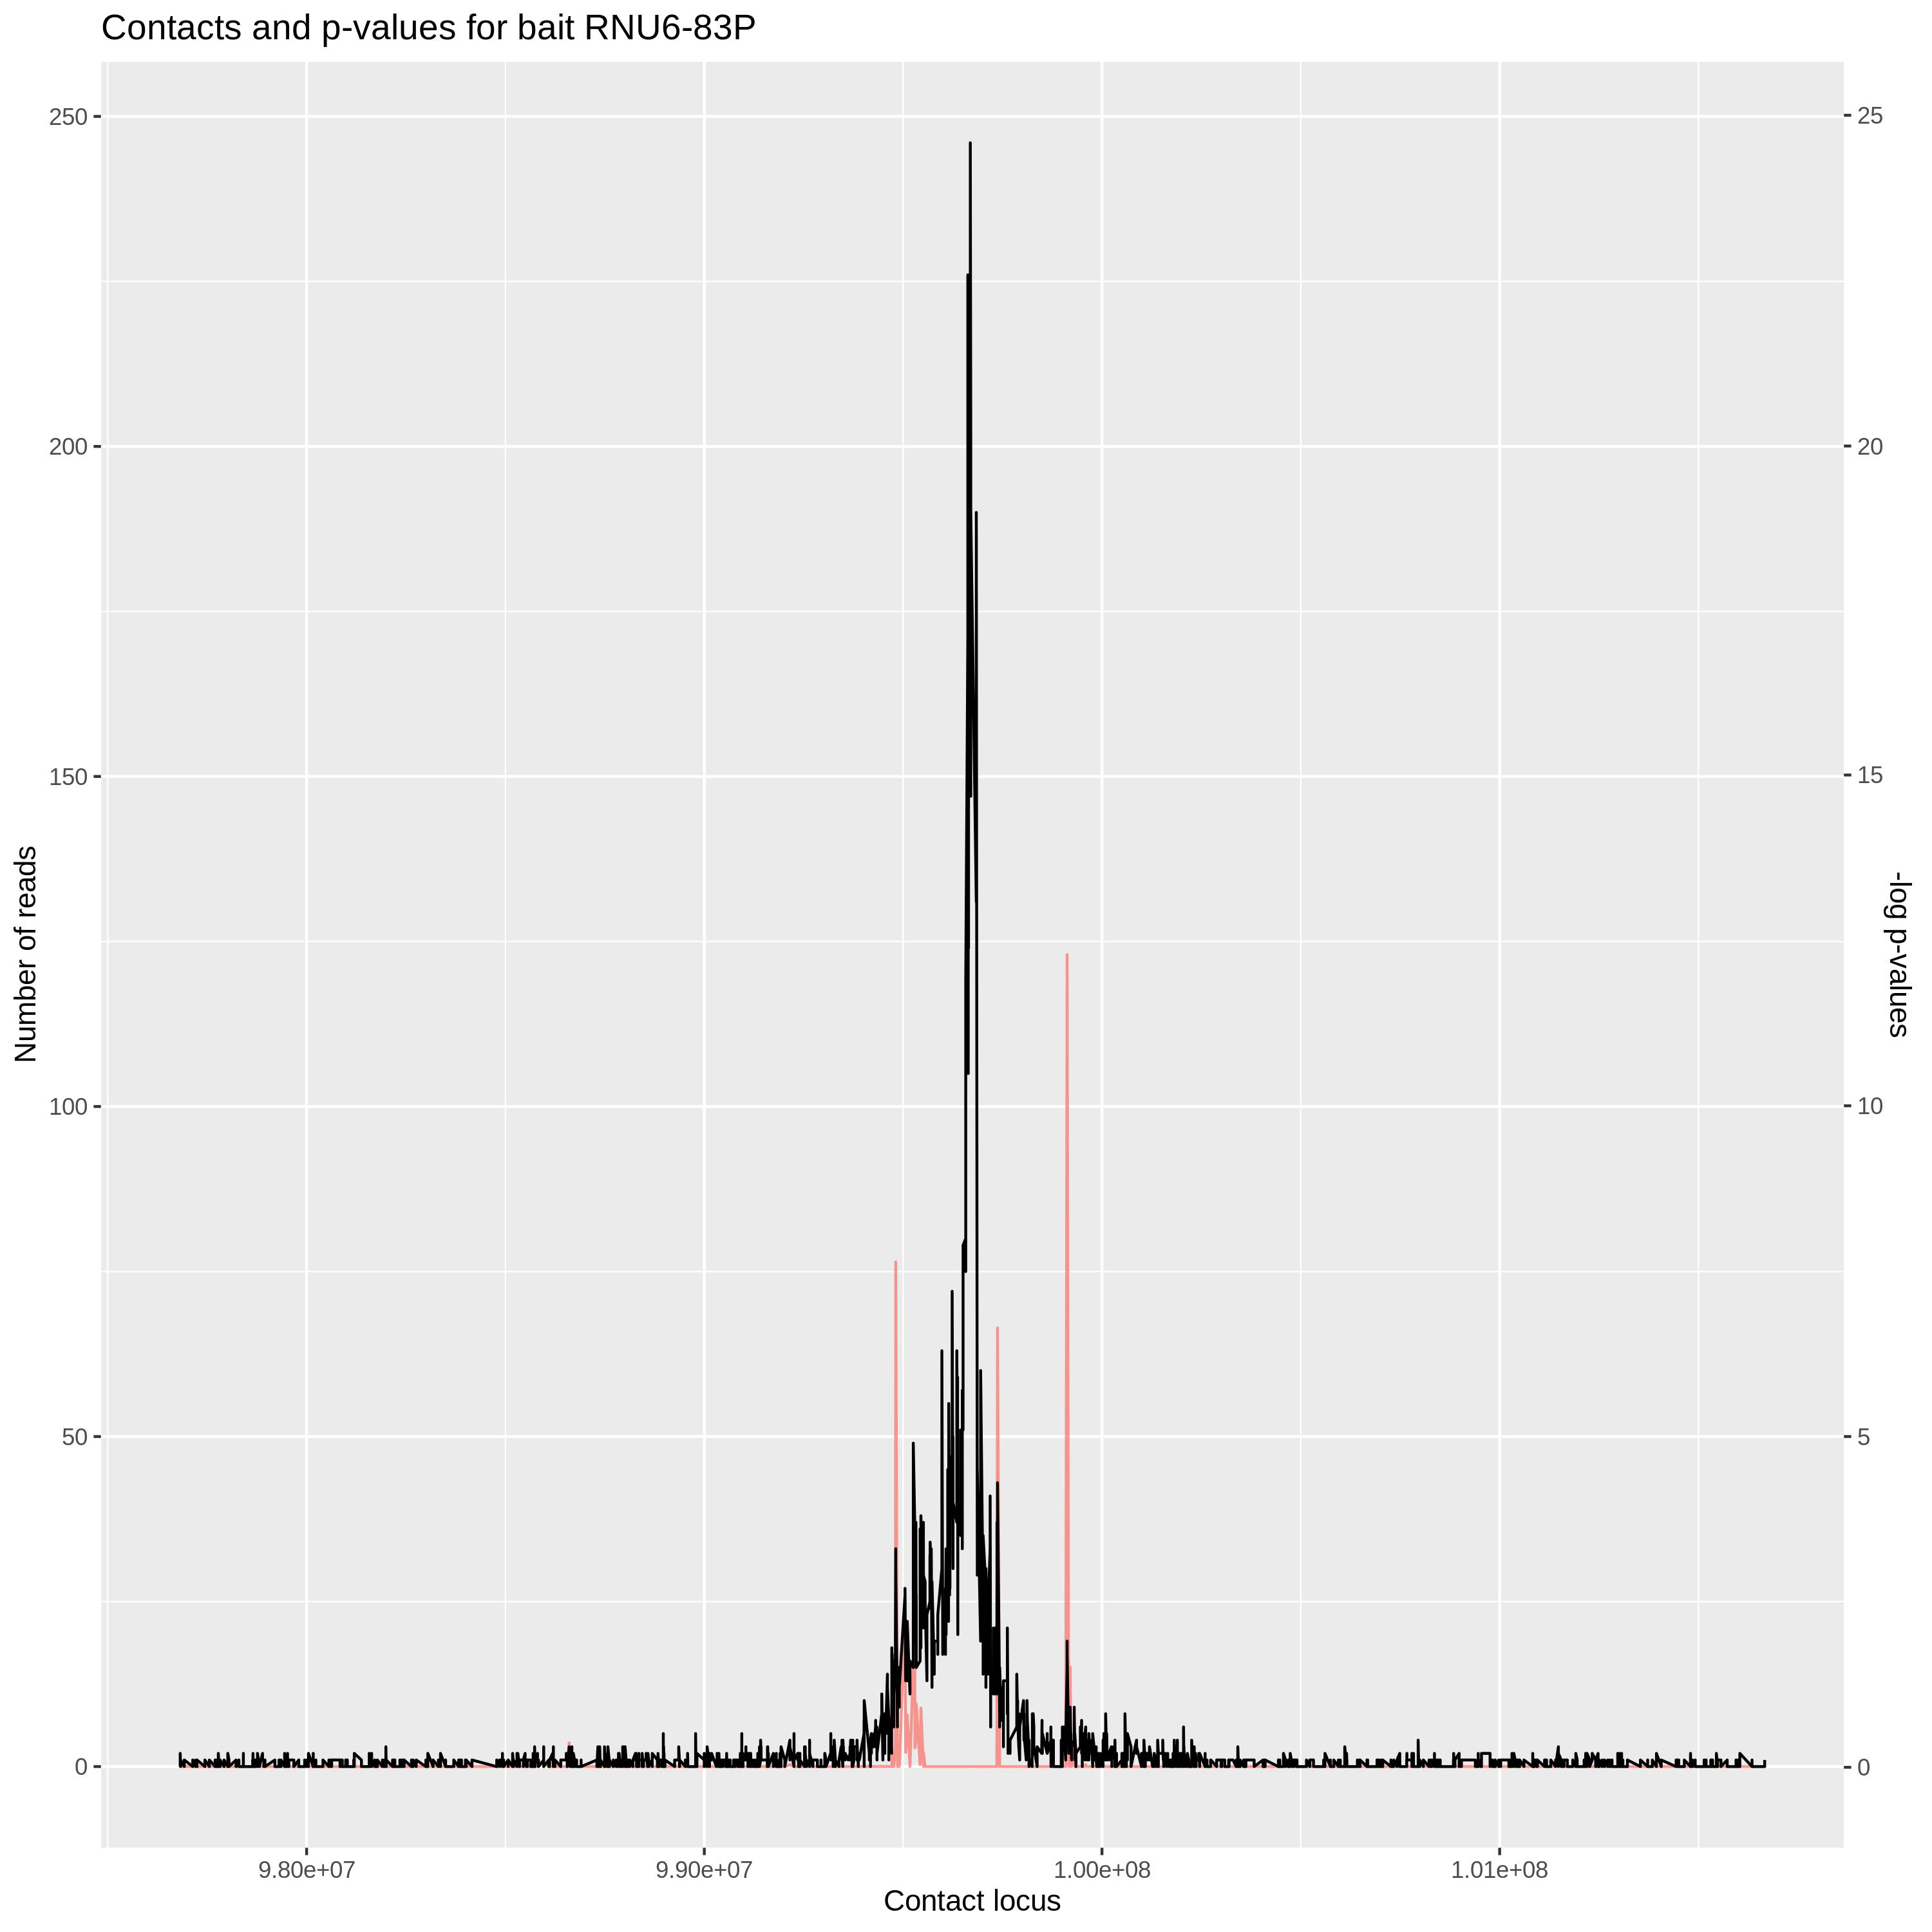 Contacts and p-values for bait RNU6-83P
250
200
150
100
50
0
25
20
15
10
5
0
Number of reads
-log p-values
9.80e+07
9.90e+07
1.00e+08
1.01e+08
Contact locus